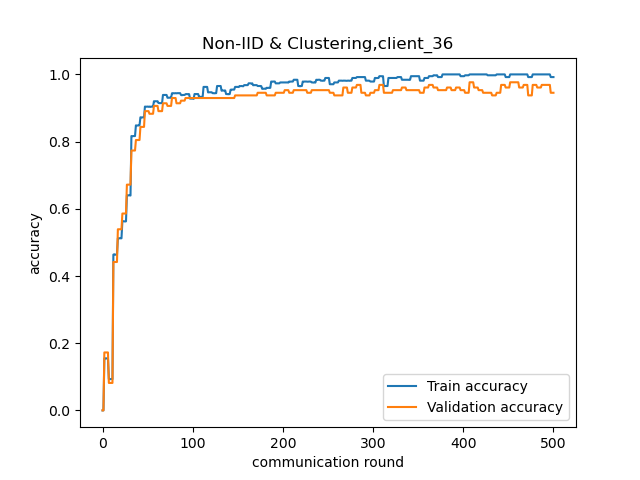 Non-IID & Clustering,client_36
1.0
0.8
0.6
0.4
0.2
0.0
accuracy
0 100 200 300 400 500
communication round
Train accuracy
Validation accuracy